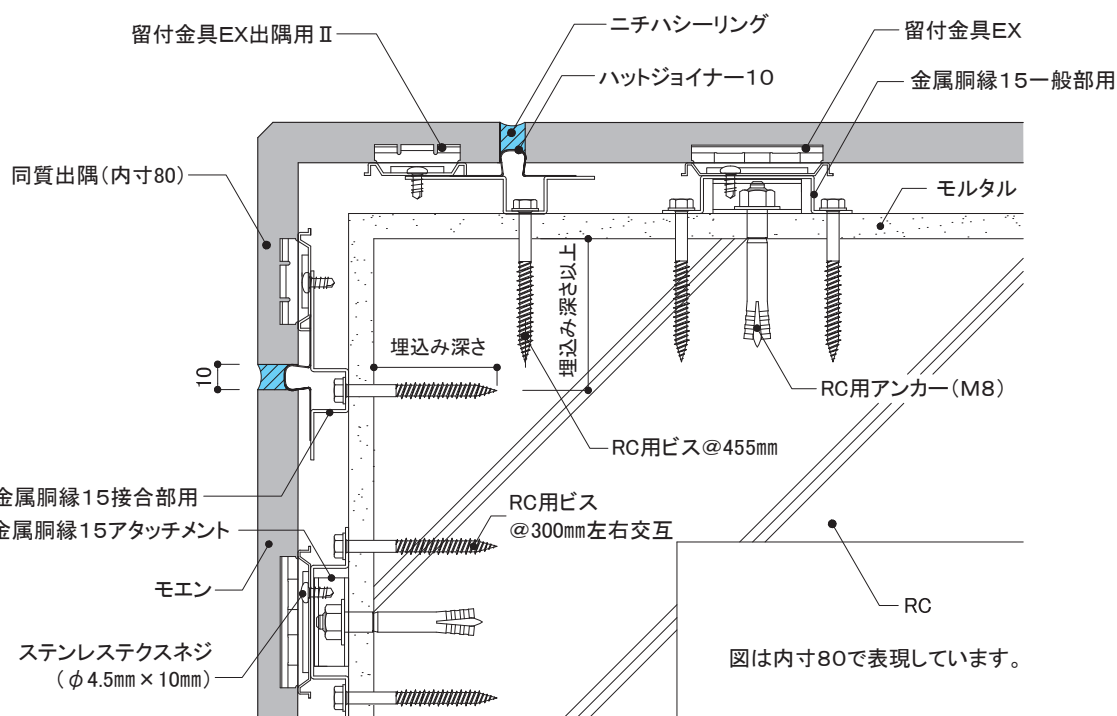 留付金具EX出隅用Ⅱ
ニチハシーリング
留付金具EX
ハットジョイナー10
金属胴縁15一般部用
同質出隅(内寸80)
モルタル
埋込み深さ以上
埋込み深さ
10
RC用アンカー(M8)
RC用ビス@455mm
金属胴縁15接合部用
RC用ビス
@300mm左右交互
金属胴縁15アタッチメント
モエン
RC
ステンレステクスネジ
(φ4.5mm×10mm)
図は内寸80で表現しています。